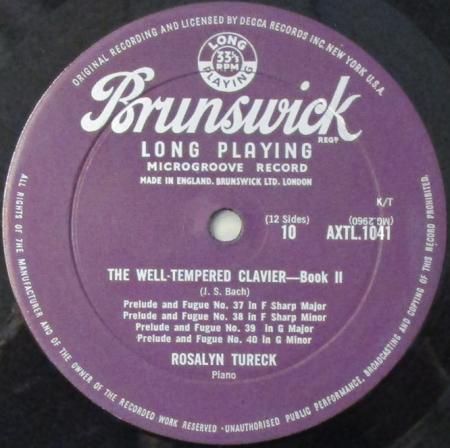 ORIGINAL RECORDING AND LICENSED BY DECCA RECORDS INC. NEW YORK U.S.A.
LONG
33⅓
RPM
PLAYING
Brunswick
REGD
LONG PLAYING
MICROGROOVE RECORD
MADE IN ENGLAND. BRUNSWICK LTD. LONDON
K/T
(MG.2960)
(12 Sides)
10 AXTL.1041
THE WELL-TEMPERED CLAVIER—Book II
(J. S. Bach)
Prelude and Fugue No. 37 in F Sharp Major
Prelude and Fugue No. 38 in F Sharp Minor
Prelude and Fugue No. 39 in G Major
Prelude and Fugue No. 40 in G Minor
ROSALYN TURECK
Piano
ALL RIGHTS OF THE MANUFACTURER AND OF THE OWNER OF THE RECORDED WORK RESERVED · UNAUTHORISED PUBLIC PERFORMANCE, BROADCASTING AND COPYING OF THIS RECORD PROHIBITED.